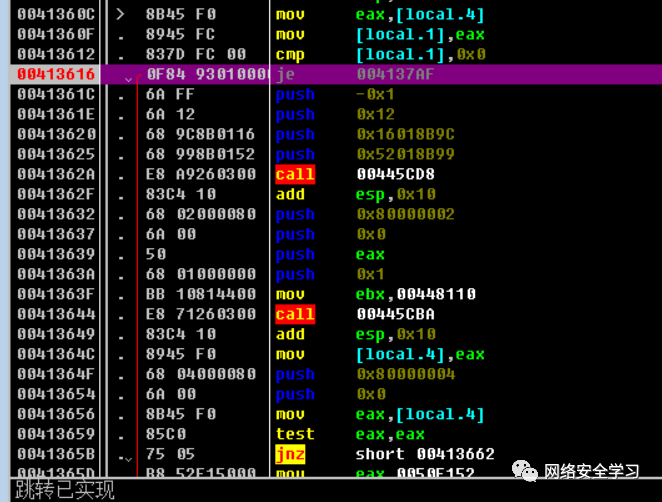 0041360C > 8B45 F0 mov eax,[local.4]
0041360F . 8945 FC mov [local.1],eax
00413612 . 837D FC 00 cmp [local.1],0x0
00413616 . 0F84 93010000 je 004137AF
0041361C . 6A FF push -0x1
0041361E . 6A 12 push 0x12
00413620 . 68 9C8B0116 push 0x16018B9C
00413625 . 68 998B0152 push 0x52018B99
0041362A . E8 A9260300 call 00445CD8
0041362F . 83C4 10 add esp,0x10
00413632 . 68 02000080 push 0x80000002
00413637 . 6A 00 push 0x0
00413639 . 50 push eax
0041363A . 68 01000000 push 0x1
0041363F . BB 10814400 mov ebx,00448110
00413644 . E8 71260300 call 00445CBA
00413649 . 83C4 10 add esp,0x10
0041364C . 8945 F0 mov [local.4],eax
0041364F . 68 04000080 push 0x80000004
00413654 . 6A 00 push 0x0
00413656 . 8B45 F0 mov eax,[local.4]
00413659 . 85C0 test eax,eax
0041365B . 75 05 jnz short 00413662
0041365D . B8 52E15000 mov eax,0050E152
跳转已实现
网络安全学习